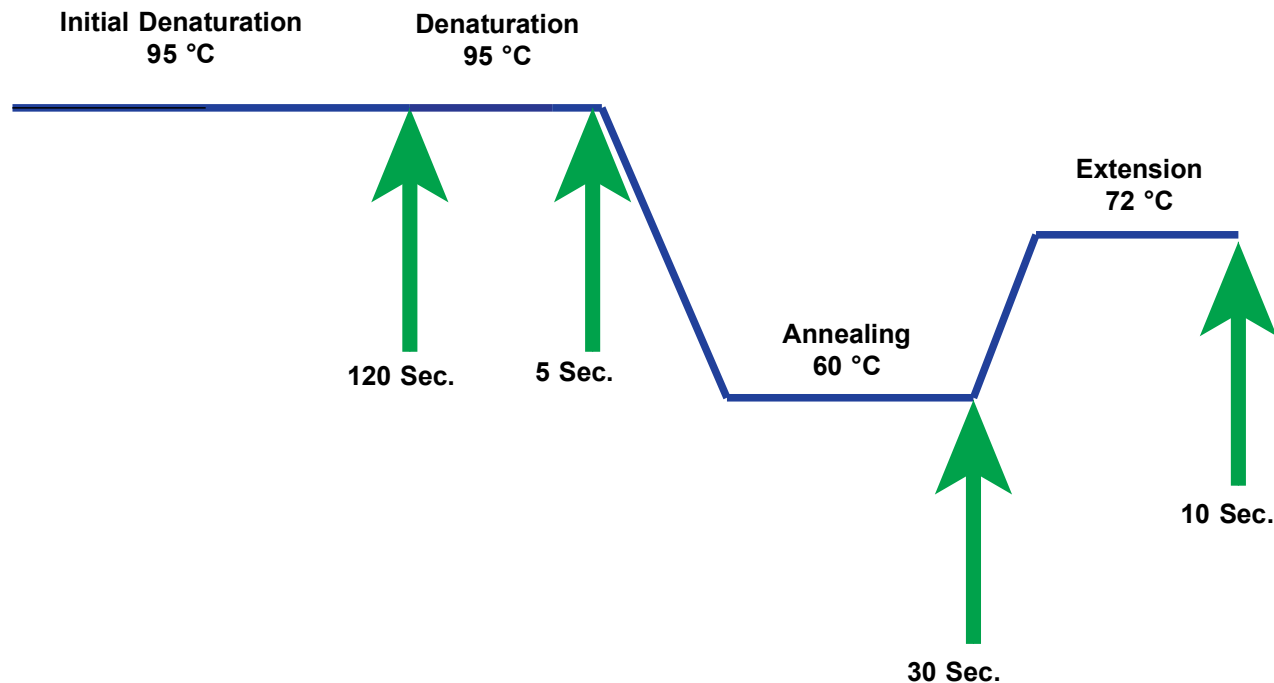 Initial Denaturation
95 °C
Denaturation
95 °C
Extension
72 °C
Annealing
60 °C
120 Sec.
5 Sec.
10 Sec.
30 Sec.